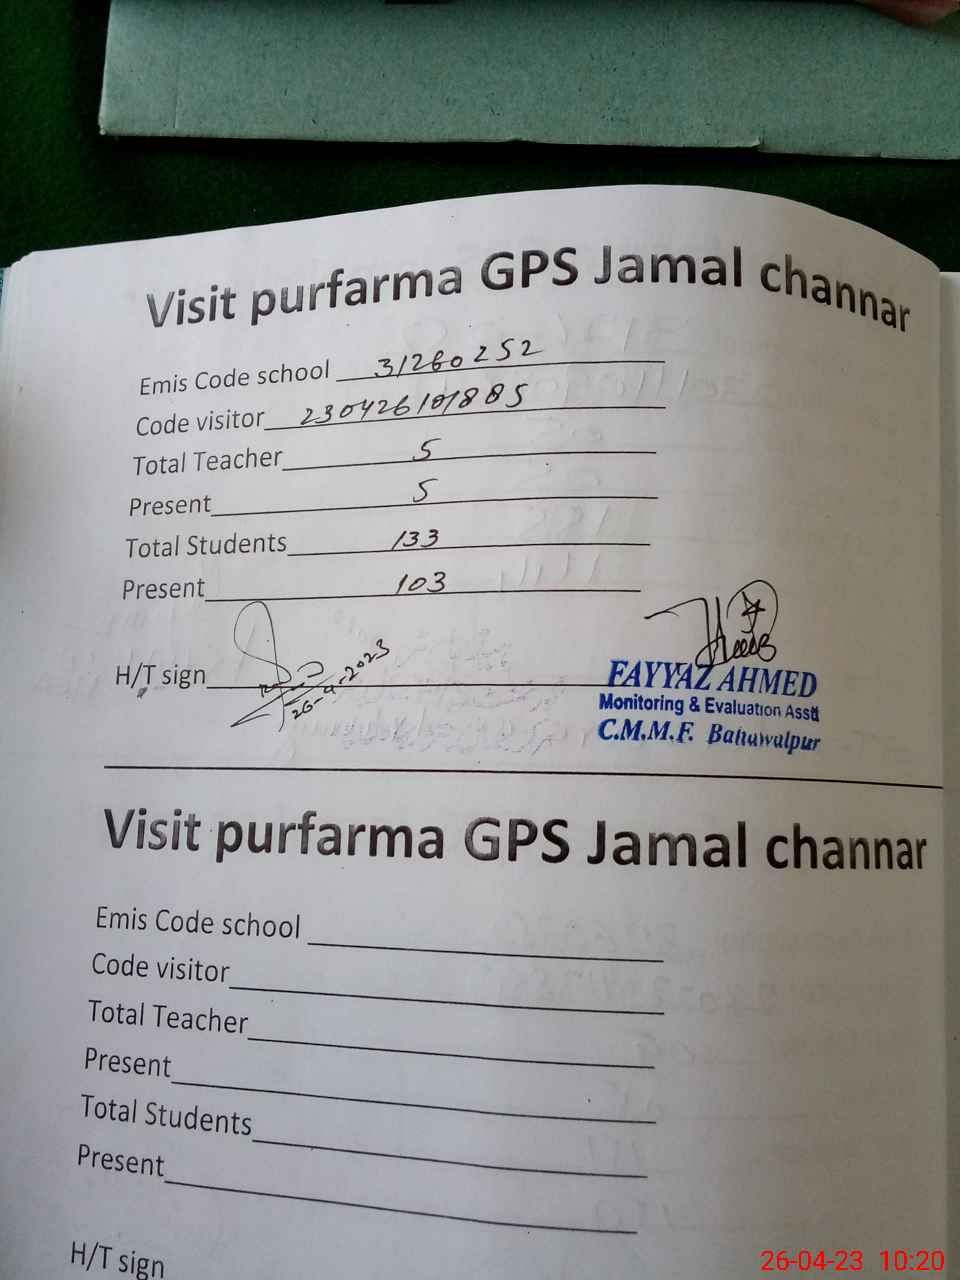 Visit purfarma GPS Jamal channar
Emis Code school 31260252
Code visitor 230426101885
Total Teacher 5
Present 5
Total Students 133
Present 103
H/T sign
26-4-2023
FAYYAZ AHMED
Monitoring & Evaluation Asstt
C.M.M.F. Bahawalpur
Visit purfarma GPS Jamal channar
Emis Code school
Code visitor
Total Teacher
Present
Total Students
Present
H/T sign
26-04-23 10:20